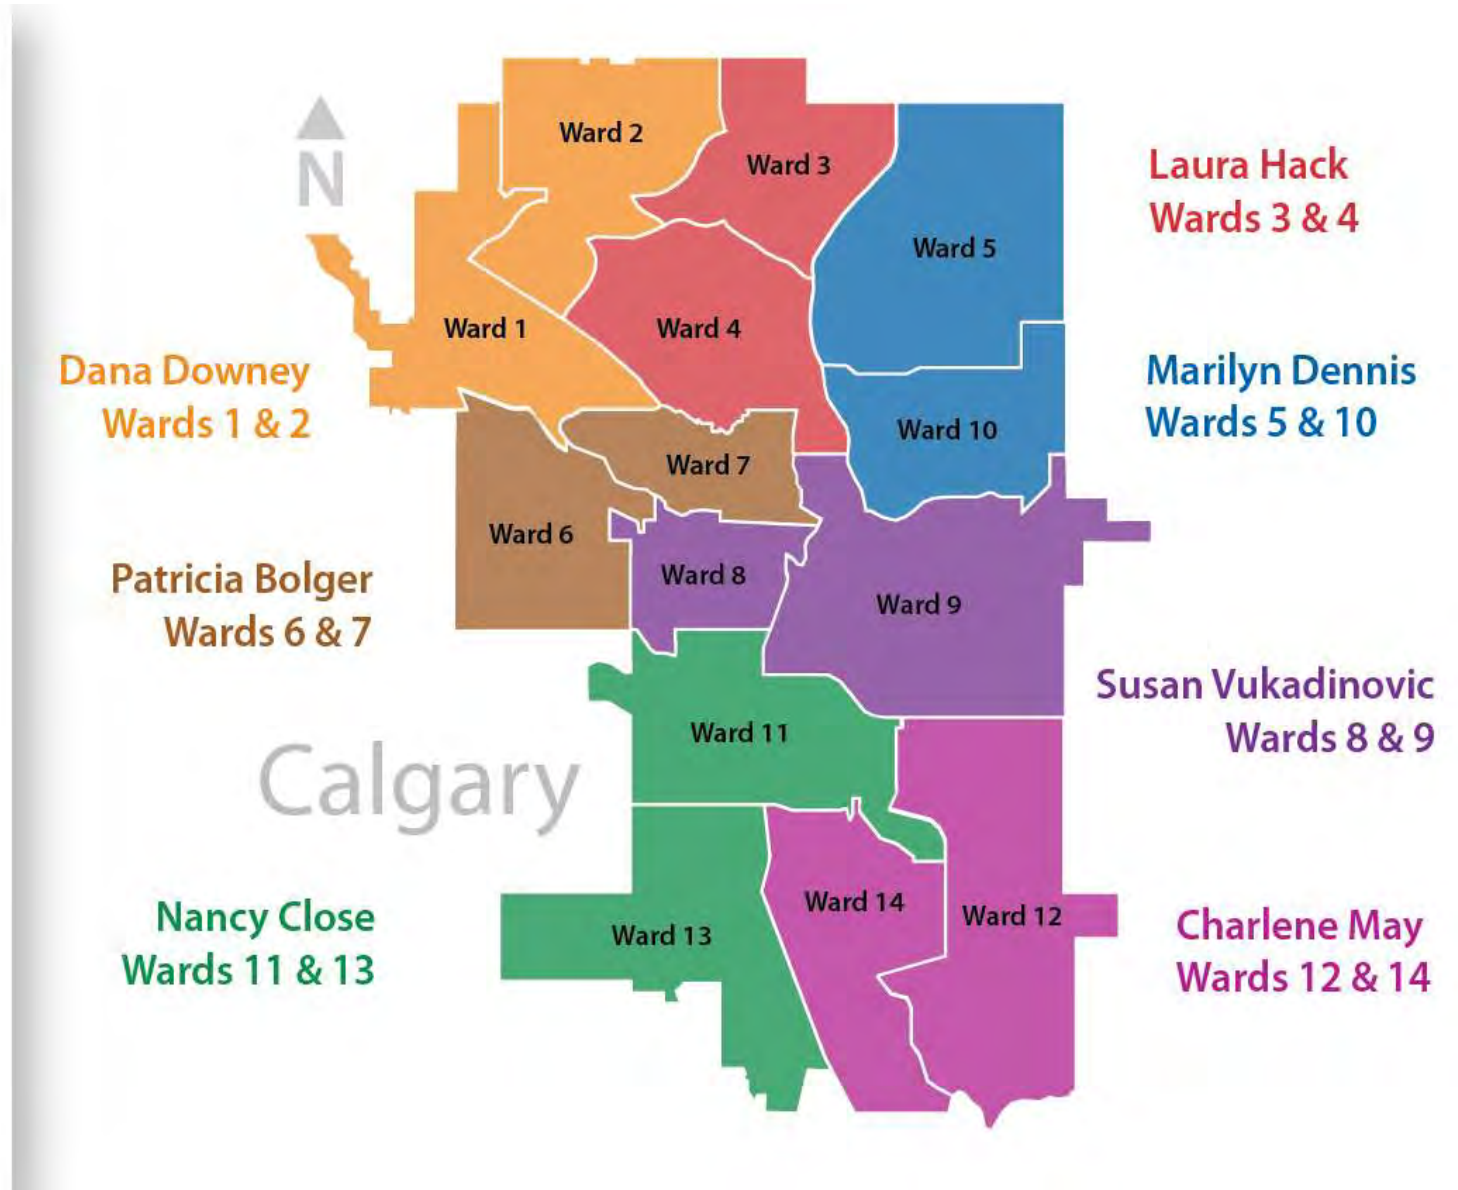 Ward 2
Ward 3
N
Laura Hack
Wards 3 & 4
Ward 5
Ward 1
Ward 4
Dana Downey
Wards 1 & 2
Marilyn Dennis
Wards 5 & 10
Ward 10
Ward 7
Ward 6
Patricia Bolger
Wards 6 & 7
Ward 8
Ward 9
Susan Vukadinovic
Wards 8 & 9
Ward 11
Calgary
Nancy Close
Wards 11 & 13
Ward 14
Ward 12
Ward 13
Charlene May
Wards 12 & 14